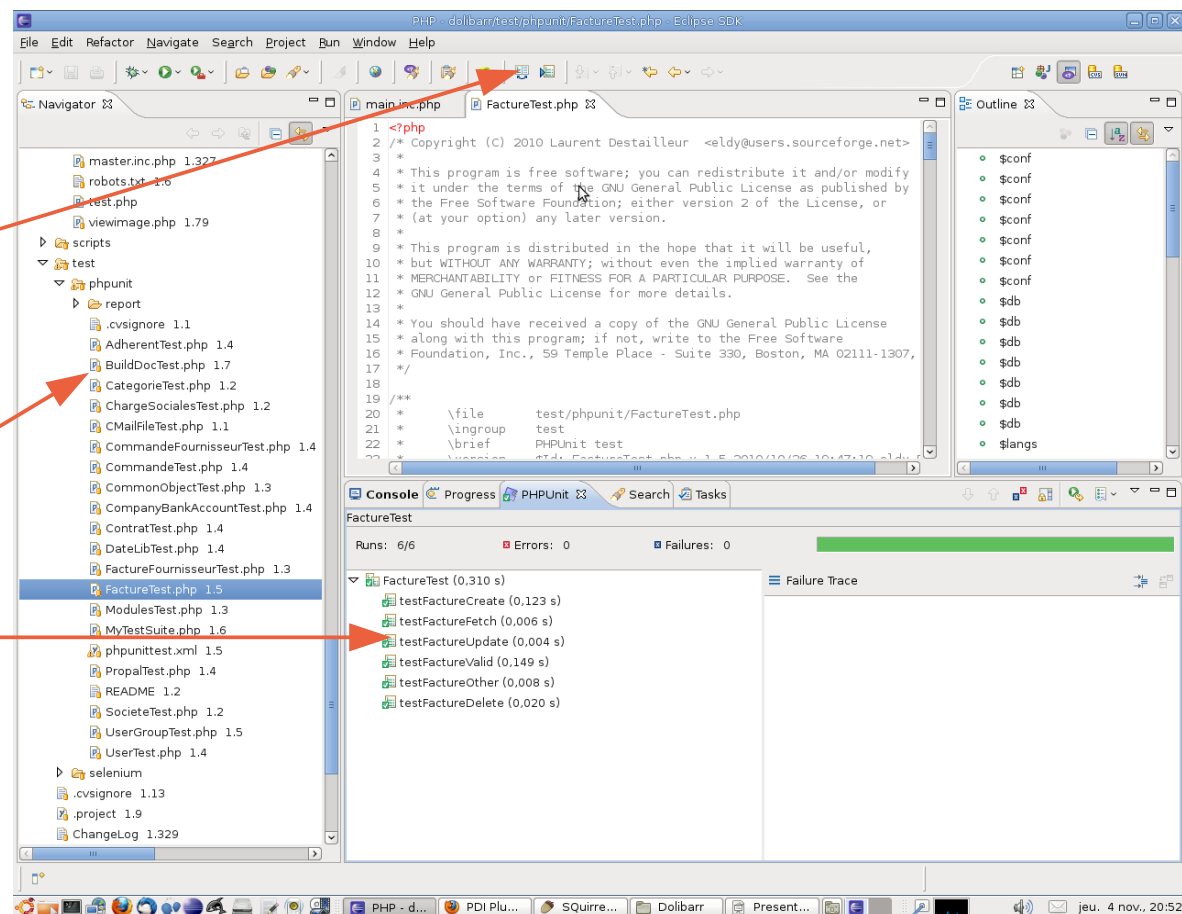 PHP - dolibarr/test/phpunit/FactureTest.php - Eclipse SDK
File Edit Refactor Navigate Search Project Run Window Help
Navigator
master.inc.php 1.327
robots.txt 1.6
test.php
viewimage.php 1.79
scripts
test
phpunit
report
.cvsignore 1.1
AdherentTest.php 1.4
BuildDocTest.php 1.7
CategorieTest.php 1.2
ChargeSocialesTest.php 1.2
CMailFileTest.php 1.1
CommandeFournisseurTest.php 1.4
CommandeTest.php 1.4
CommonObjectTest.php 1.3
CompanyBankAccountTest.php 1.4
ContratTest.php 1.4
DateLibTest.php 1.4
FactureFournisseurTest.php 1.3
FactureTest.php 1.5
ModulesTest.php 1.3
MyTestSuite.php 1.6
phpunittest.xml 1.5
PropalTest.php 1.4
README 1.2
SocieteTest.php 1.2
UserGroupTest.php 1.5
UserTest.php 1.4
selenium
.cvsignore 1.13
.project 1.9
ChangeLog 1.329
main.inc.php FactureTest.php
1 <?php
2 /* Copyright (C) 2010 Laurent Destailleur <eldy@users.sourceforge.net>
3 *
4 * This program is free software; you can redistribute it and/or modify
5 * it under the terms of the GNU General Public License as published by
6 * the Free Software Foundation; either version 2 of the License, or
7 * (at your option) any later version.
8 *
9 * This program is distributed in the hope that it will be useful,
10 * but WITHOUT ANY WARRANTY; without even the implied warranty of
11 * MERCHANTABILITY or FITNESS FOR A PARTICULAR PURPOSE. See the
12 * GNU General Public License for more details.
13 *
14 * You should have received a copy of the GNU General Public License
15 * along with this program; if not, write to the Free Software
16 * Foundation, Inc., 59 Temple Place - Suite 330, Boston, MA 02111-1307,
17 */
18
19 /**
20 * \file test/phpunit/FactureTest.php
21 * \ingroup test
22 * \brief PHPUnit test
Outline
$conf
$conf
$conf
$conf
$conf
$conf
$conf
$db
$db
$db
$db
$db
$db
$db
$langs
Console Progress PHPUnit Search Tasks
FactureTest
Runs: 6/6 Errors: 0 Failures: 0
FactureTest (0,310 s)
testFactureCreate (0,123 s)
testFactureFetch (0,006 s)
testFactureUpdate (0,004 s)
testFactureValid (0,149 s)
testFactureOther (0,008 s)
testFactureDelete (0,020 s)
Failure Trace
PHP - d... PDI Plu... SQuirre... Dolibarr Present... jeu. 4 nov., 20:52